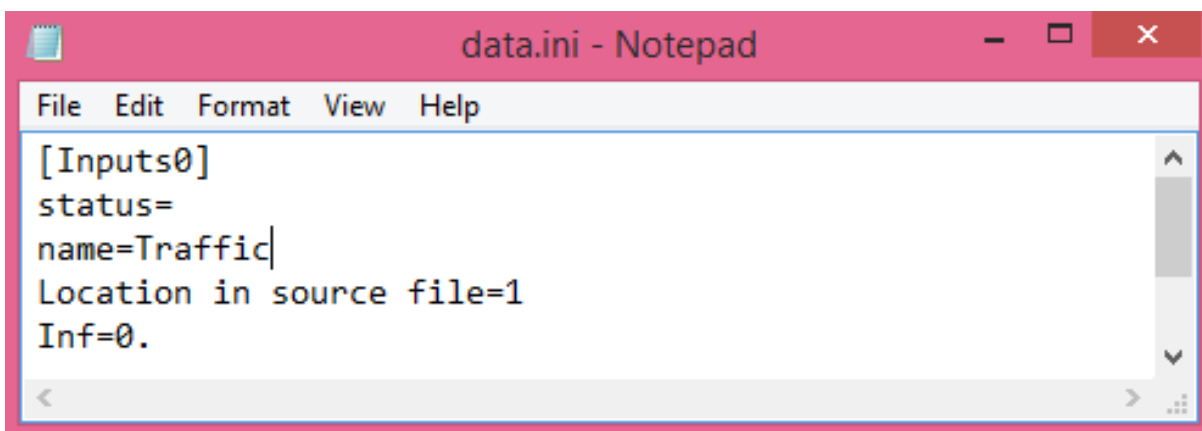 data.ini - Notepad
File Edit Format View Help
[Inputs0]
status=
name=Traffic
Location in source file=1
Inf=0.